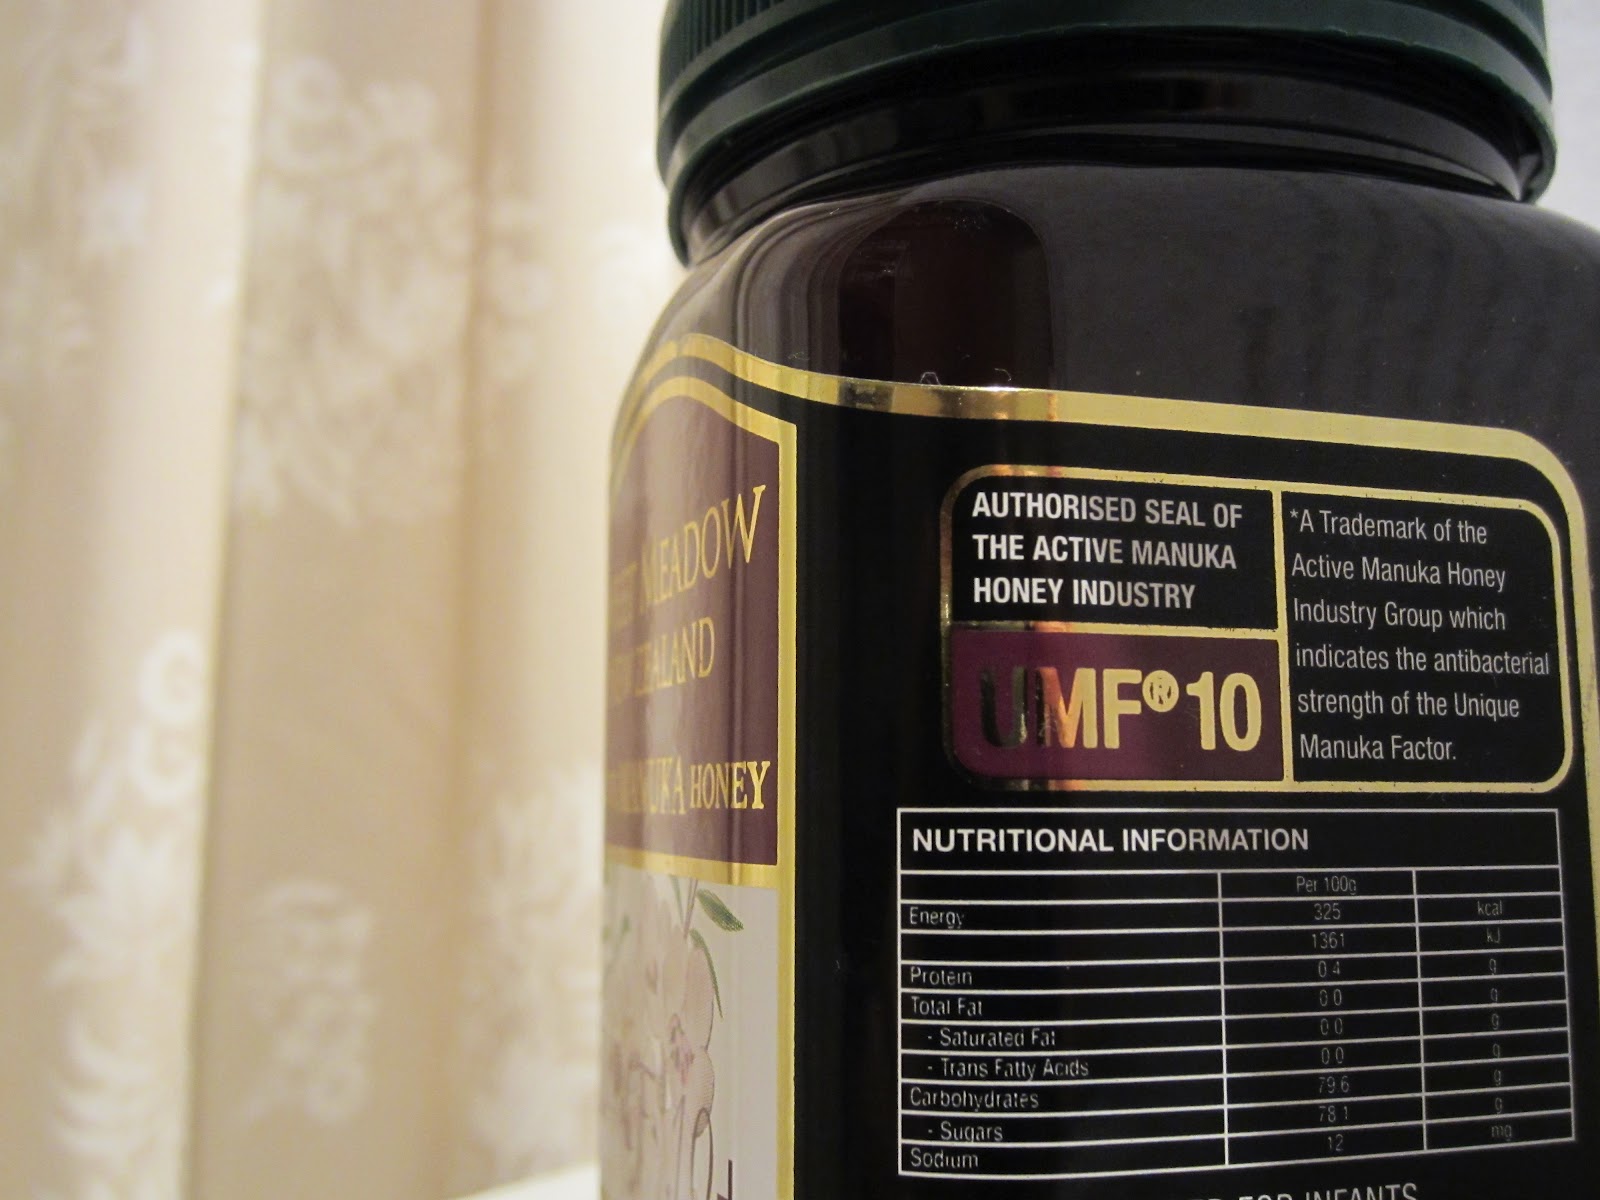 MEADOW
HONEY
AUTHORISED SEAL OF
THE ACTIVE MANUKA
HONEY INDUSTRY
UMF®10
*A Trademark of the
Active Manuka Honey
Industry Group which
indicates the antibacterial
strength of the Unique
Manuka Factor.
NUTRITIONAL INFORMATION
Per 100g
Energy 325 kcal
1361 kJ
Protein 0.4 g
Total Fat 0.0 g
- Saturated Fat 0.0 g
- Trans Fatty Acids 0.0 g
Carbohydrates 79.6 g
- Sugars 78.1 g
Sodium 12 mg
FOR INFANTS